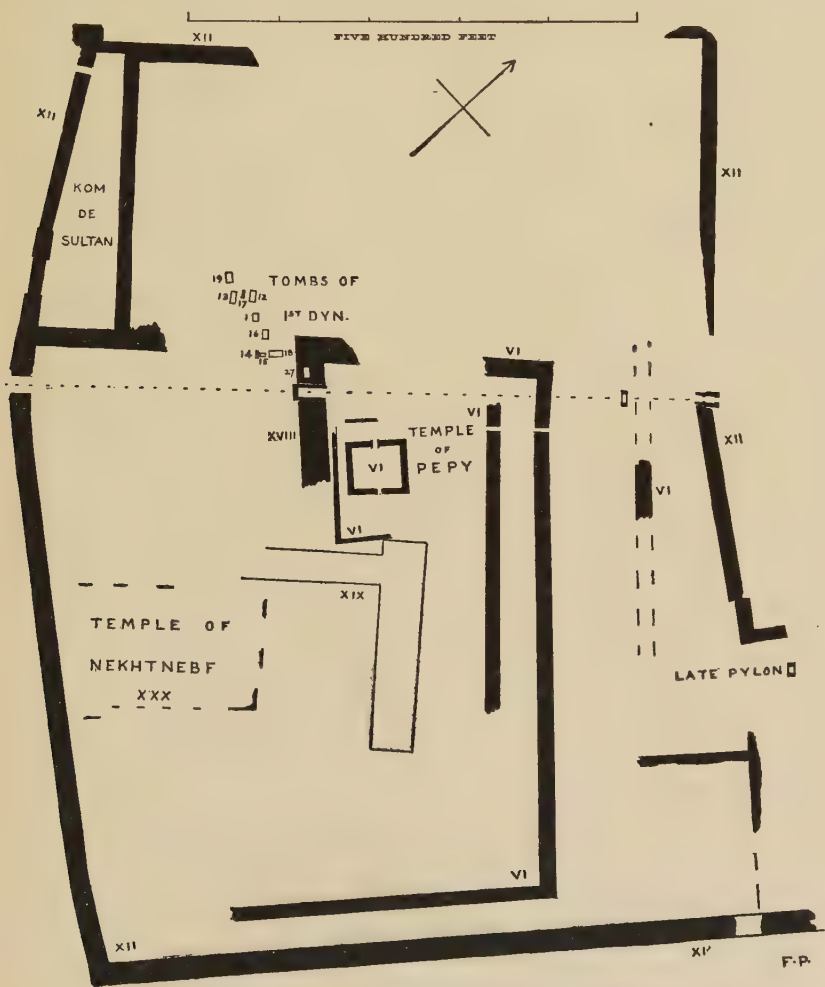 FIVE HUNDRED FEET
XII
XII
XII
KOM
DE
SULTAN
19
TOMBS OF
13
17
12
1
1ST DYN.
16
14
15
18
27
VI
VI
XVIII
TEMPLE
OF
PEPY
VI
XII
VI
VI
XIX
TEMPLE OF
NEKHTNEBF
XXX
LATE PYLON
VI
XII
F.P.